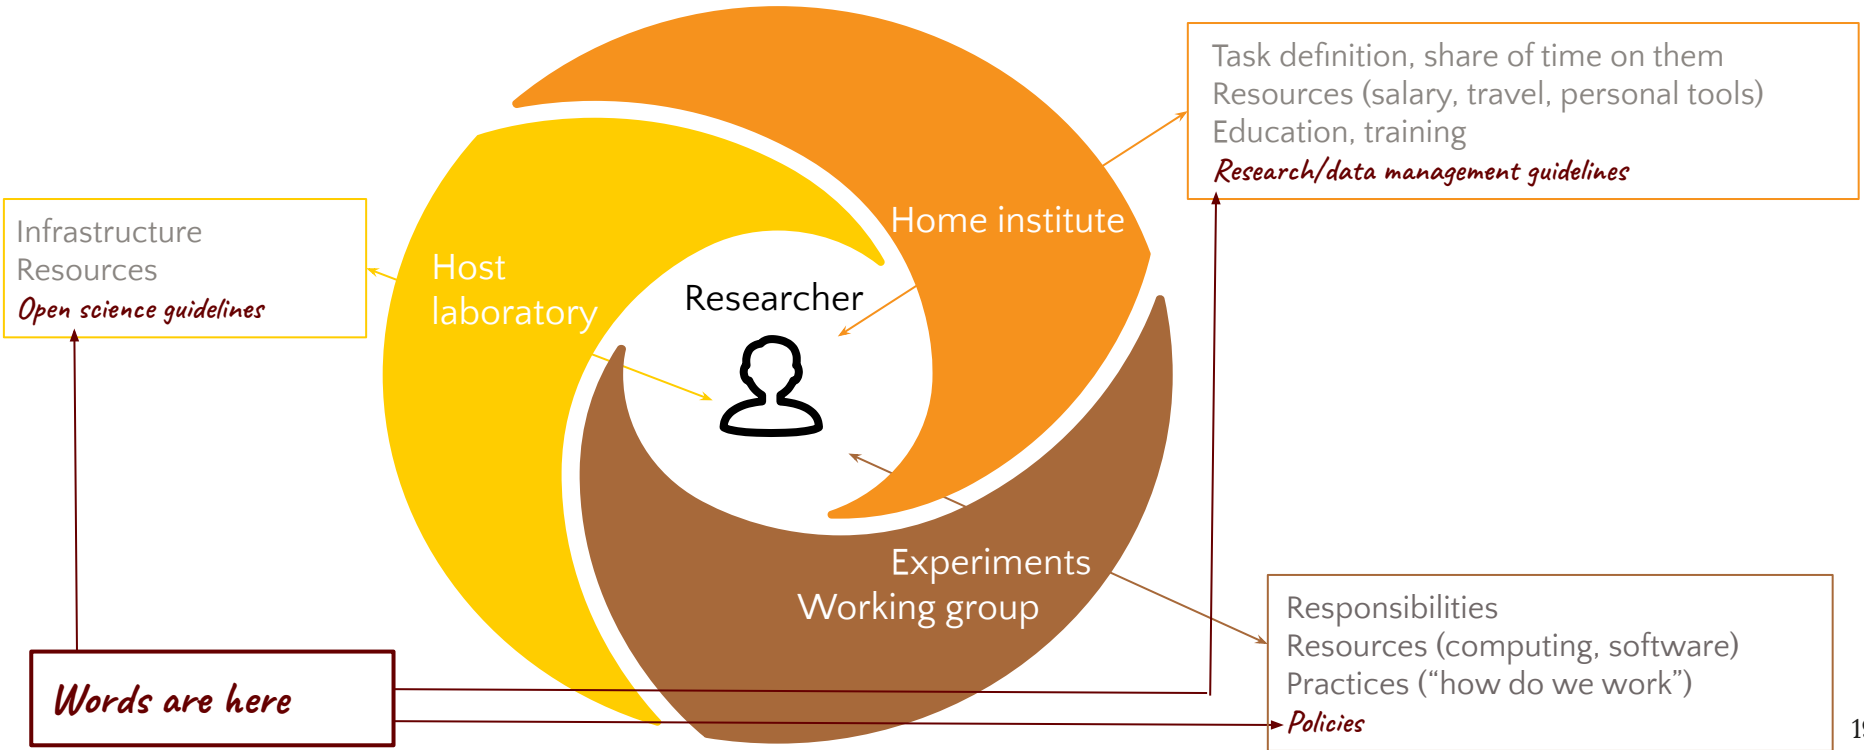 Task definition, share of time on them
Resources (salary, travel, personal tools)
Education, training
Research/data management guidelines
Home institute
Infrastructure
Resources
Open science guidelines
Host
laboratory
Researcher
Experiments
Working group
Responsibilities
Resources (computing, software)
Practices (“how do we work”)
Policies
Words are here